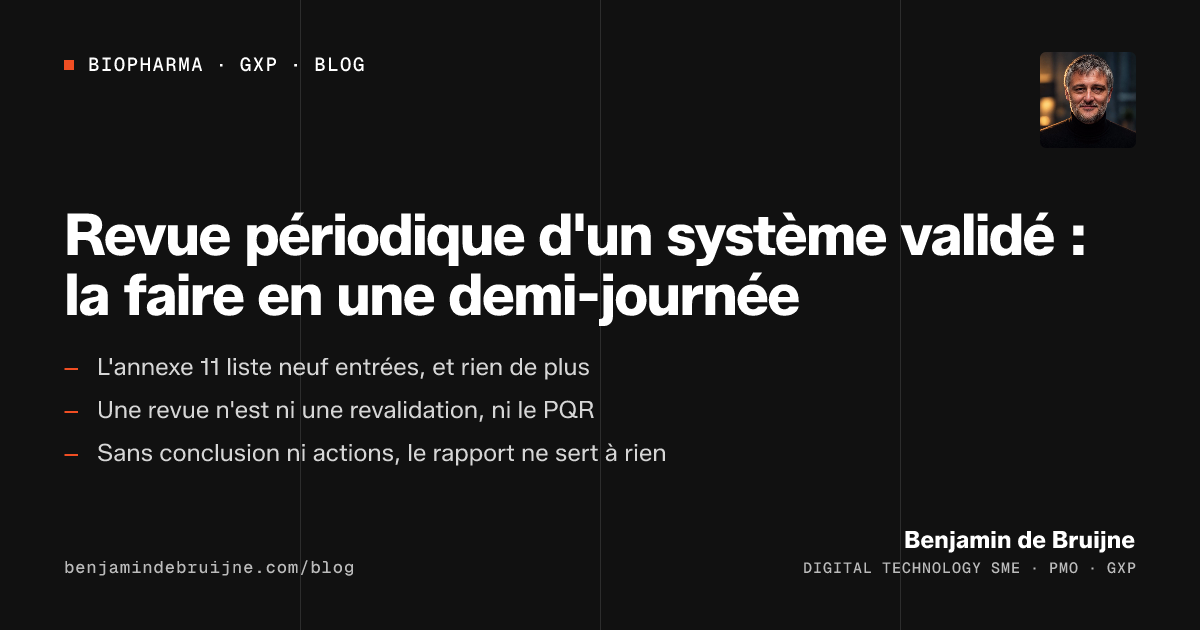 BIOPHARMA · GXP · BLOG
Revue périodique d'un système validé :
la faire en une demi-journée
– L'annexe 11 liste neuf entrées, et rien de plus
– Une revue n'est ni une revalidation, ni le PQR
– Sans conclusion ni actions, le rapport ne sert à rien
Benjamin de Bruijne
benjamindebruijne.com/blog
DIGITAL TECHNOLOGY SME · PMO · GXP